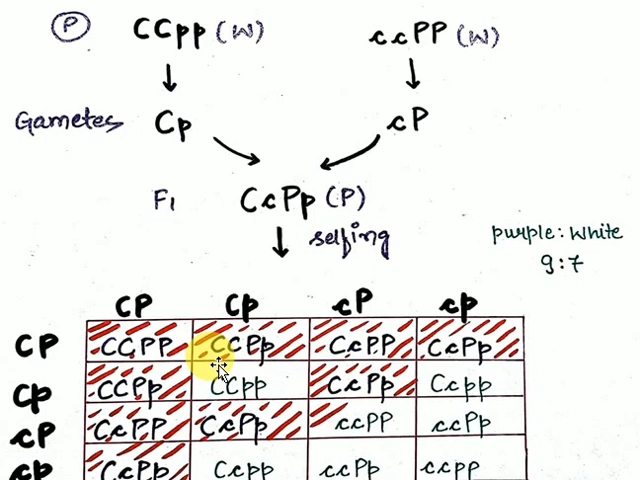 P CCpp (W) ccPP (W)
Gametes Cp cP
F1 CcPp (P)
selfing
purple: White
9:7
CP Cp cP cp
CP CCPP CCPp CcPP CcPp
Cp CCPp CCpp CcPp Ccpp
cP CcPP CcPp ccPP ccPp
cp CcPp Ccpp ccPp ccpp